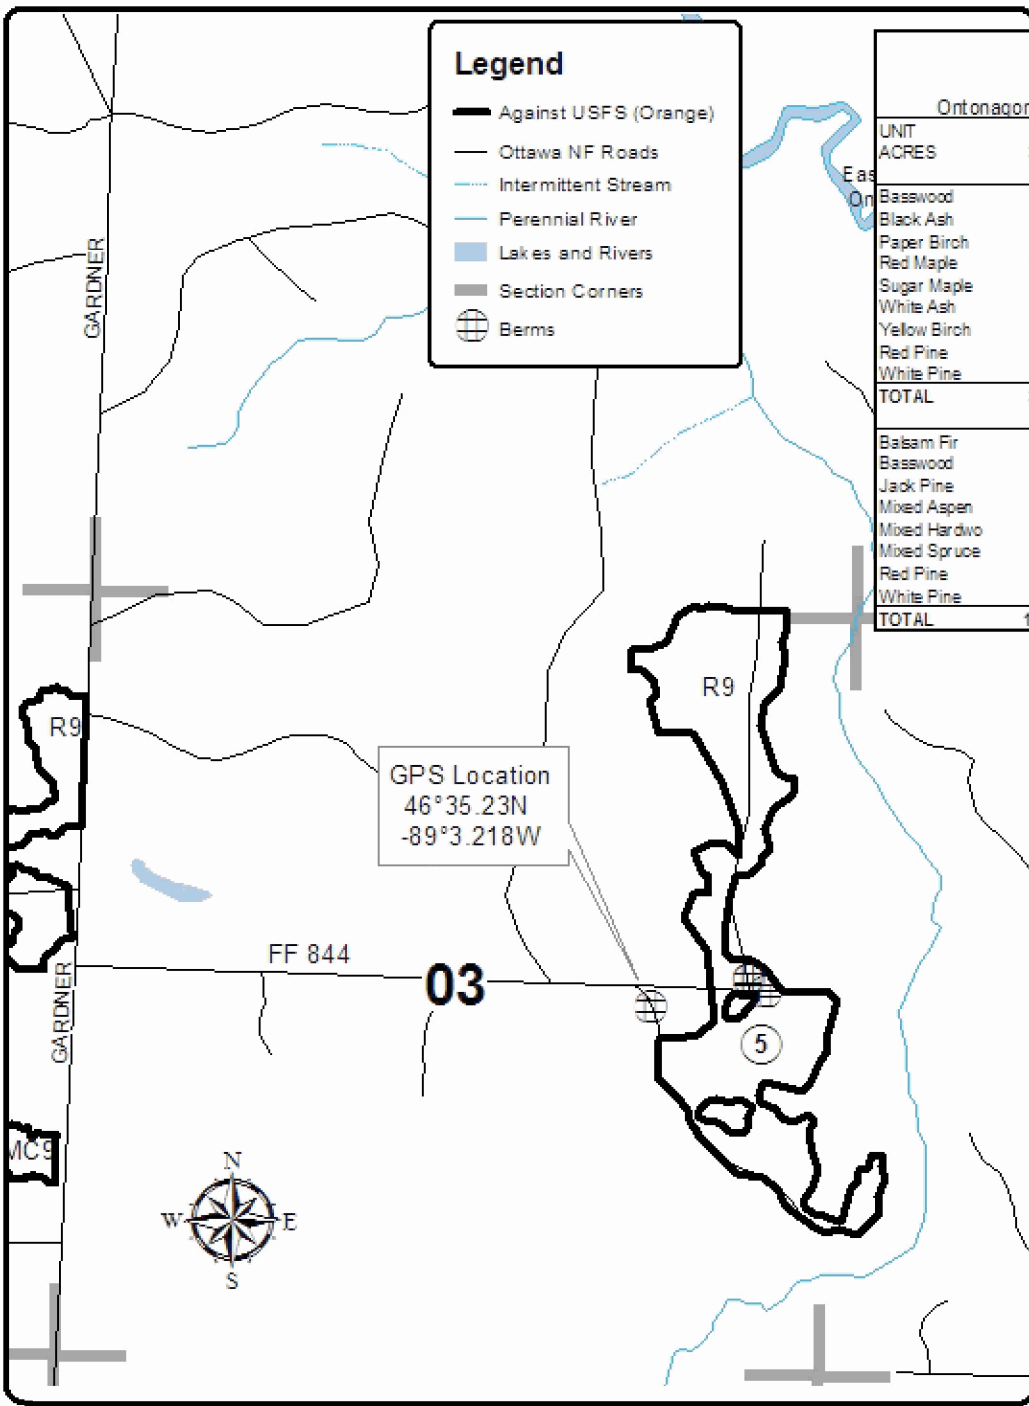 Legend
Against USFS (Orange)
Ottawa NF Roads
Intermittent Stream
Perennial River
Lakes and Rivers
Section Corners
Berms
Ontonagon
UNIT
ACRES
Eas
On
Basswood
Black Ash
Paper Birch
Red Maple
Sugar Maple
White Ash
Yellow Birch
Red Pine
White Pine
TOTAL
Balsam Fir
Basswood
Jack Pine
Mixed Aspen
Mixed Hardwo
Mixed Spruce
Red Pine
White Pine
TOTAL 1
GARDNER
R9
R9
GPS Location
46°35.23N
-89°3.218W
FF 844
03
GARDNER
5
MC9
N
W E
S